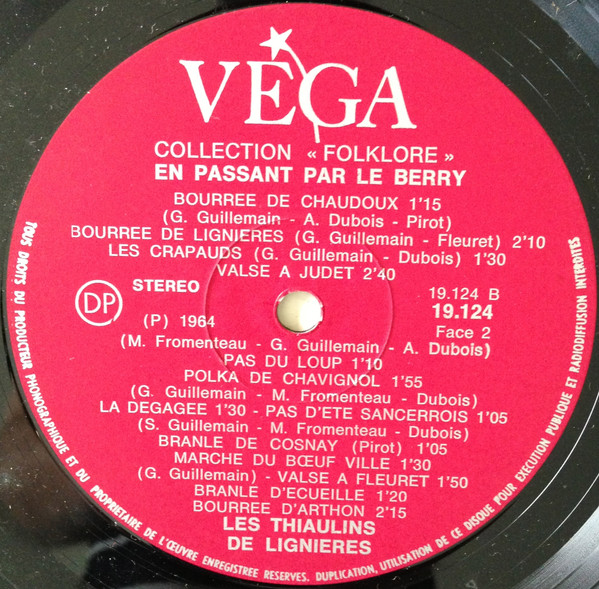 VÉGA
COLLECTION « FOLKLORE »
EN PASSANT PAR LE BERRY
BOURREE DE CHAUDOUX 1'15
(G. Guillemain - A. Dubois - Pirot)
BOURREE DE LIGNIERES (G. Guillemain - Fleuret) 2'10
LES CRAPAUDS (G. Guillemain - Dubois) 1'30
VALSE A JUDET 2'40
DP
STEREO
(P) 1964
19.124 B
19.124
Face 2
(M. Fromenteau - G. Guillemain - A. Dubois)
PAS DU LOUP 1'10
POLKA DE CHAVIGNOL 1'55
(G. Guillemain - M. Fromenteau - Dubois)
LA DEGAGEE 1'30 - PAS D'ETE SANCERROIS 1'05
(S. Guillemain - M. Fromenteau - Dubois)
BRANLE DE COSNAY (Pirot) 1'05
MARCHE DU BŒUF VILLE 1'30
(G. Guillemain) - VALSE A FLEURET 1'50
BRANLE D'ECUEILLE 1'20
BOURREE D'ARTHON 2'15
LES THIAULINS
DE LIGNIERES
TOUS DROITS DU PRODUCTEUR PHONOGRAPHIQUE ET DU PROPRIETAIRE DE L'ŒUVRE ENREGISTREE RESERVES. DUPLICATION, UTILISATION DE CE DISQUE POUR EXECUTION PUBLIQUE ET RADIODIFFUSION INTERDITES